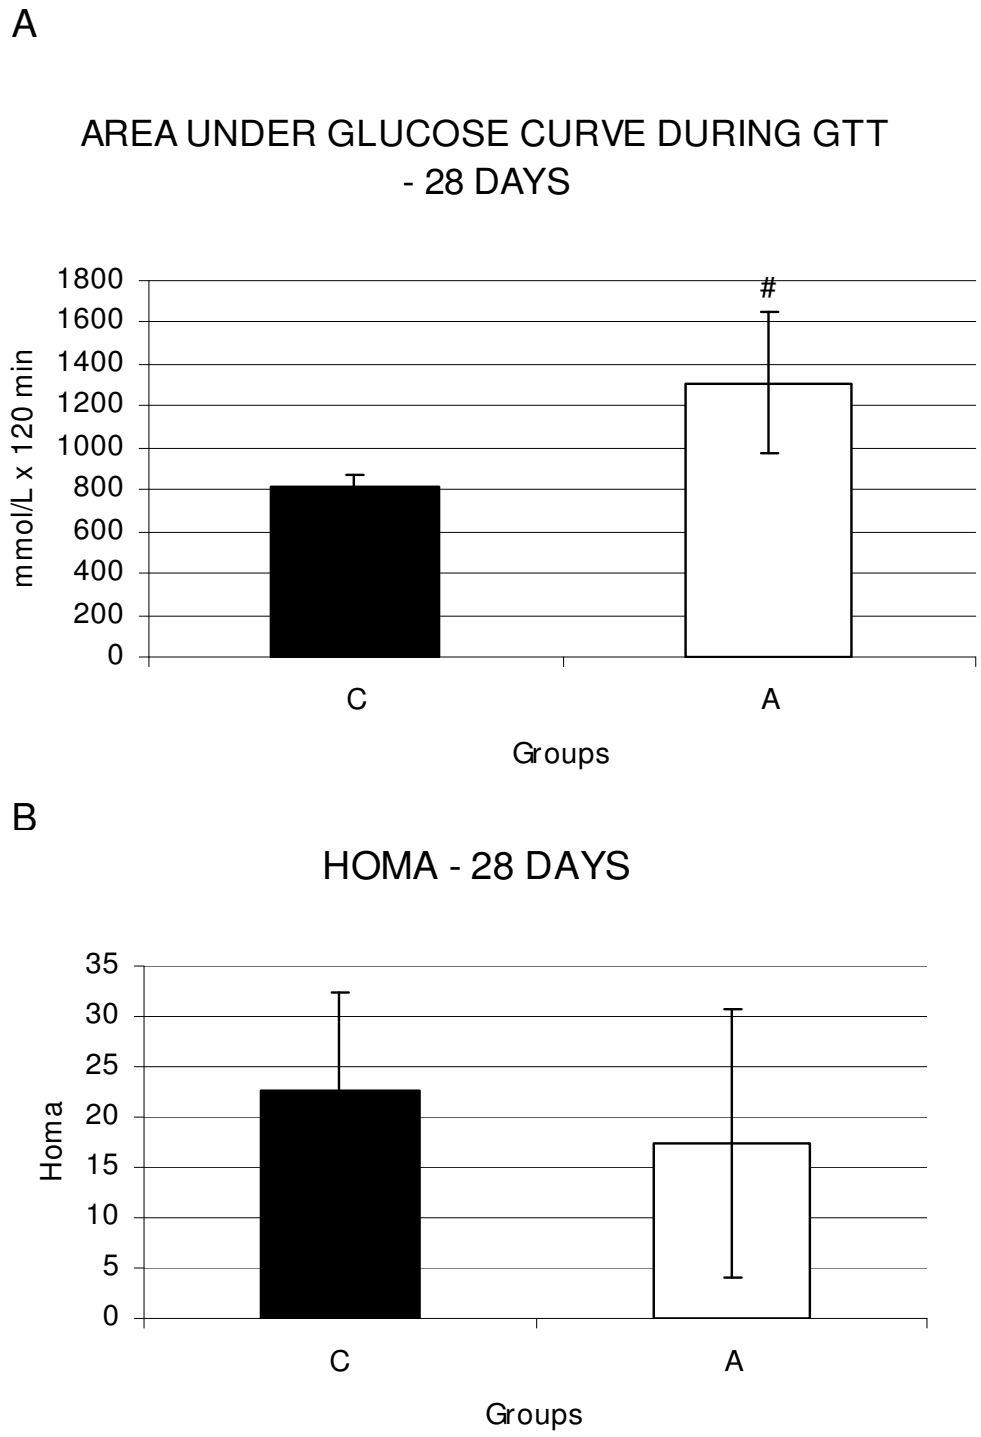 A
AREA UNDER GLUCOSE CURVE DURING GTT
- 28 DAYS
#
1800
1600
1400
1200
1000
800
600
400
200
0
mmol/L x 120 min
C A
Groups
B
HOMA - 28 DAYS
35
30
25
20
15
10
5
0
Homa
C A
Groups